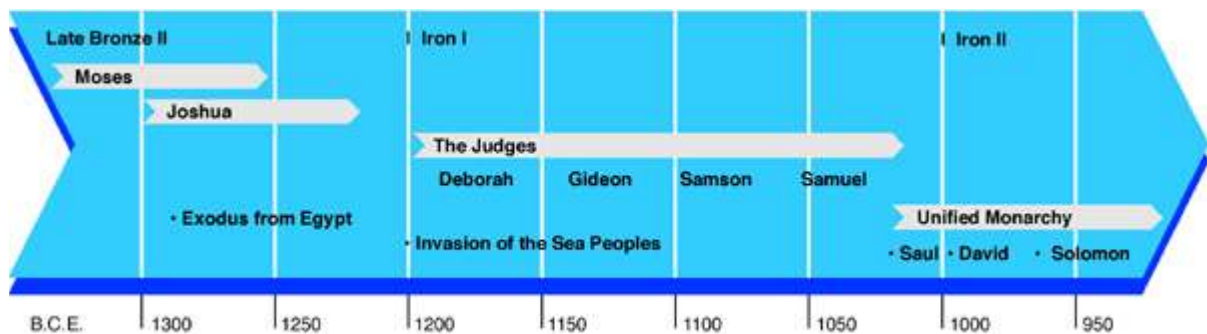 Late Bronze II
Iron I
Iron II
Moses
Joshua
The Judges
Deborah
Gideon
Samson
Samuel
• Exodus from Egypt
Unified Monarchy
• Invasion of the Sea Peoples
• Saul
• David
• Solomon
B.C.E.
1300
1250
1200
1150
1100
1050
1000
950